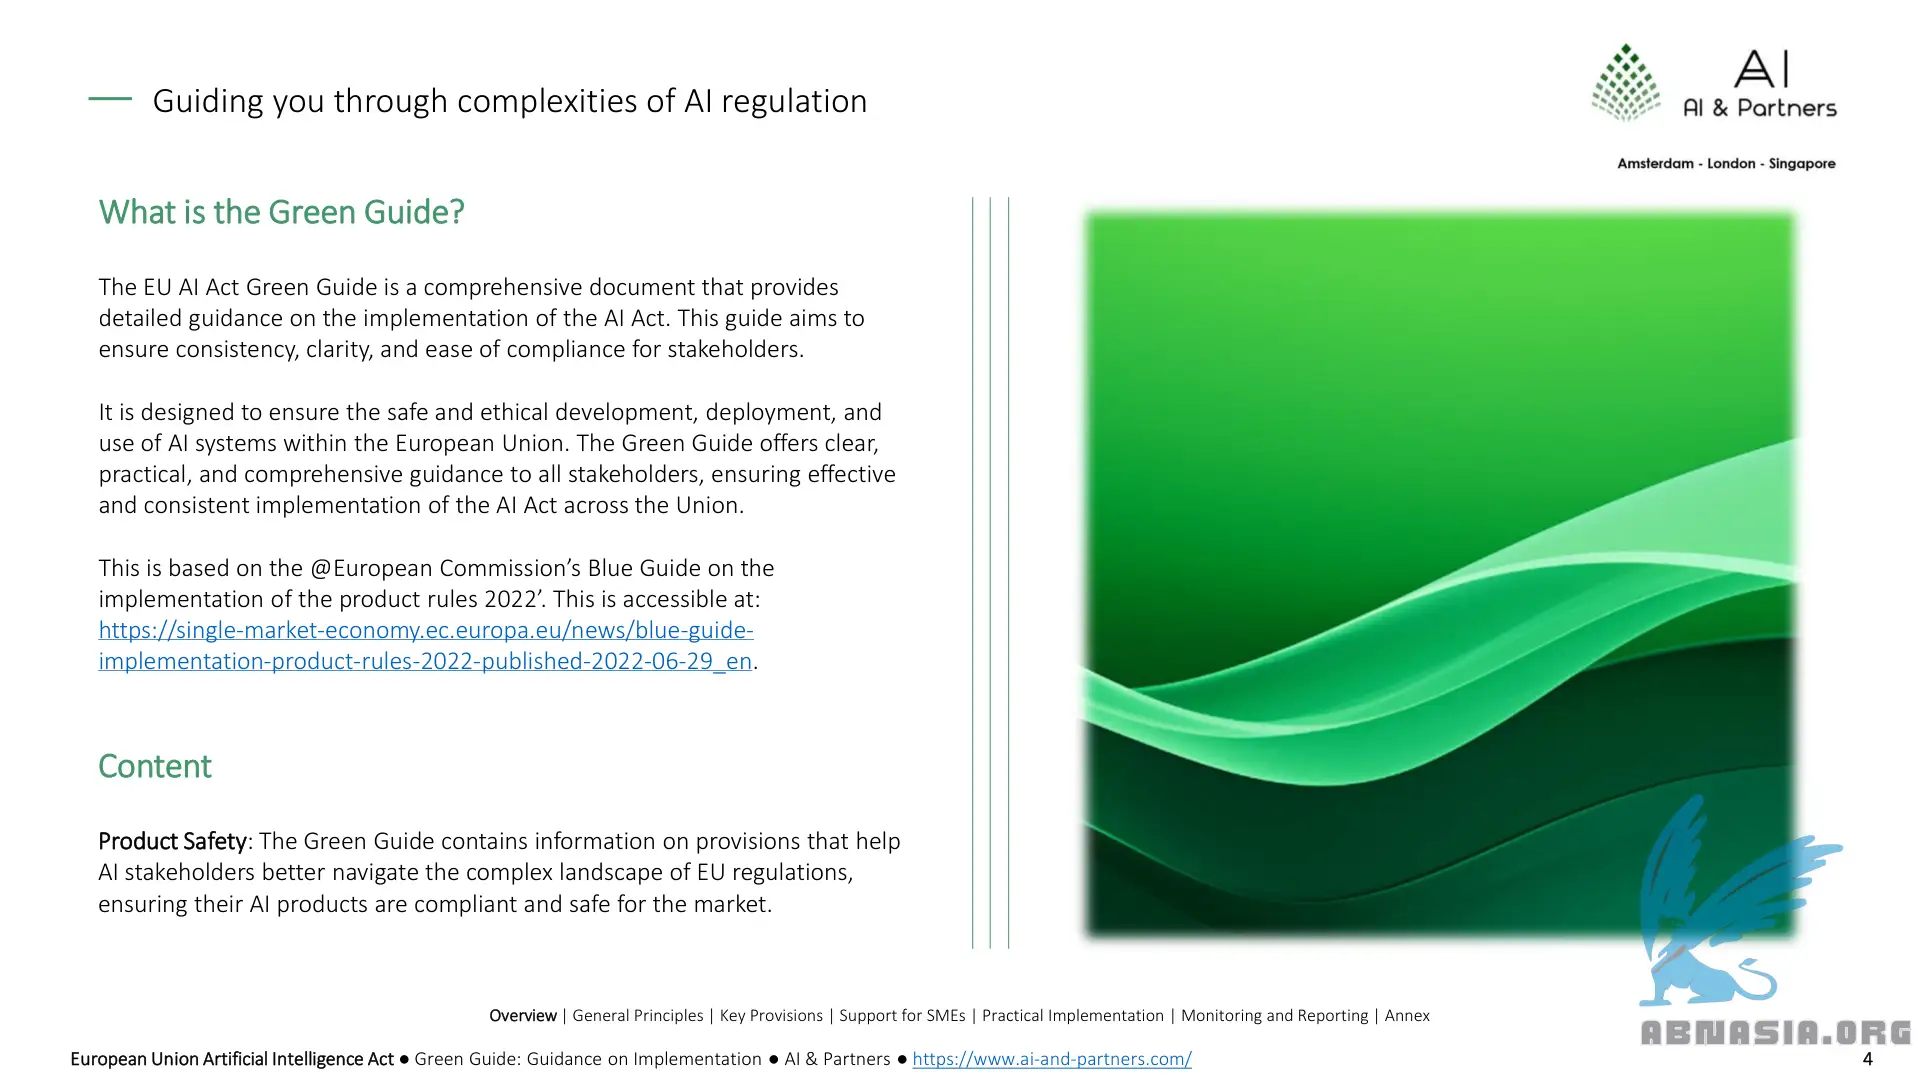 Guiding you through complexities of AI regulation
AI
AI & Partners
Amsterdam - London - Singapore
What is the Green Guide?
The EU AI Act Green Guide is a comprehensive document that provides
detailed guidance on the implementation of the AI Act. This guide aims to
ensure consistency, clarity, and ease of compliance for stakeholders.
It is designed to ensure the safe and ethical development, deployment, and
use of AI systems within the European Union. The Green Guide offers clear,
practical, and comprehensive guidance to all stakeholders, ensuring effective
and consistent implementation of the AI Act across the Union.
This is based on the @European Commission’s Blue Guide on the
implementation of the product rules 2022’. This is accessible at:
https://single-market-economy.ec.europa.eu/news/blue-guide-
implementation-product-rules-2022-published-2022-06-29_en.
Content
Product Safety: The Green Guide contains information on provisions that help
AI stakeholders better navigate the complex landscape of EU regulations,
ensuring their AI products are compliant and safe for the market.
Overview | General Principles | Key Provisions | Support for SMEs | Practical Implementation | Monitoring and Reporting | Annex
ABNASIA.ORG
European Union Artificial Intelligence Act ● Green Guide: Guidance on Implementation ● AI & Partners ● https://www.ai-and-partners.com/
4